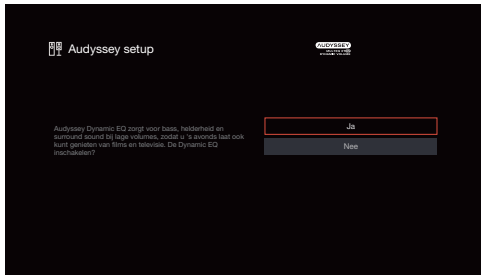 Audyssey setup
AUDYSSEY
Audyssey Dynamic EQ zorgt voor bass, helderheid en
surround sound bij lage volumes, zodat u 's avonds laat ook
kunt genieten van films en televisie. De Dynamic EQ
inschakelen?
Ja
Nee